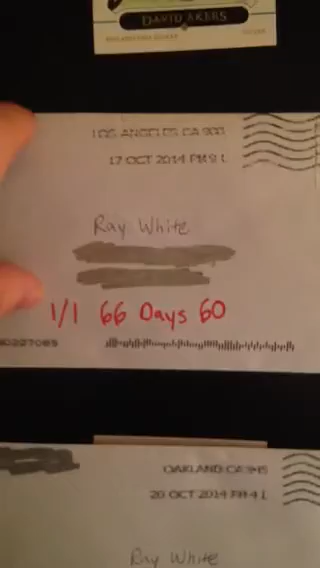 DAVID AKERS
LOS ANGELES CA 900
17 OCT 2014 PM 9 L
Ray White
1/1 66 Days 60
OAKLAND CA 945
20 OCT 2014 PM 4 L
Ray White